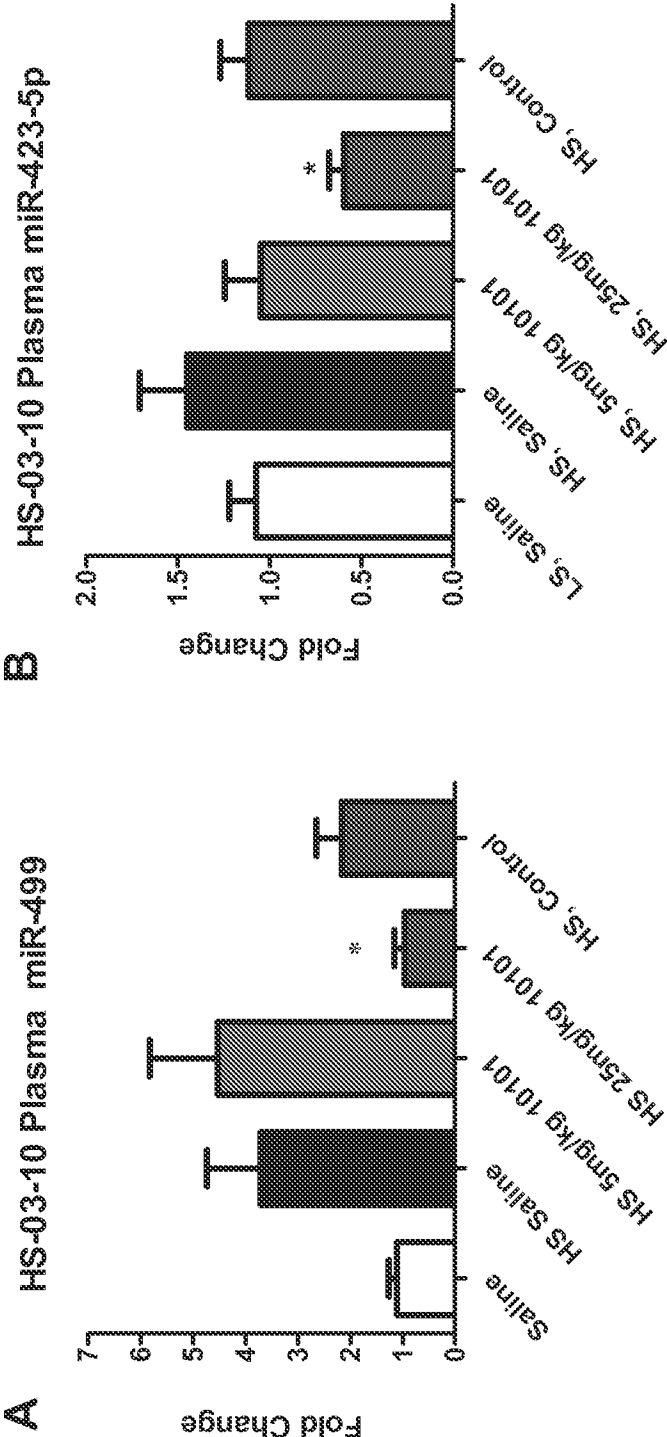 A
HS-03-10 Plasma miR-499
Fold Change
7
6
5
4
3
2
1
0
*
Saline
HS Saline
HS 5mg/kg 10101
HS 25mg/kg 10101
HS, Control
B
HS-03-10 Plasma miR-423-5p
Fold Change
2.0
1.5
1.0
0.5
0.0
*
LS, Saline
HS, Saline
HS, 5mg/kg 10101
HS, 25mg/kg 10101
HS, Control